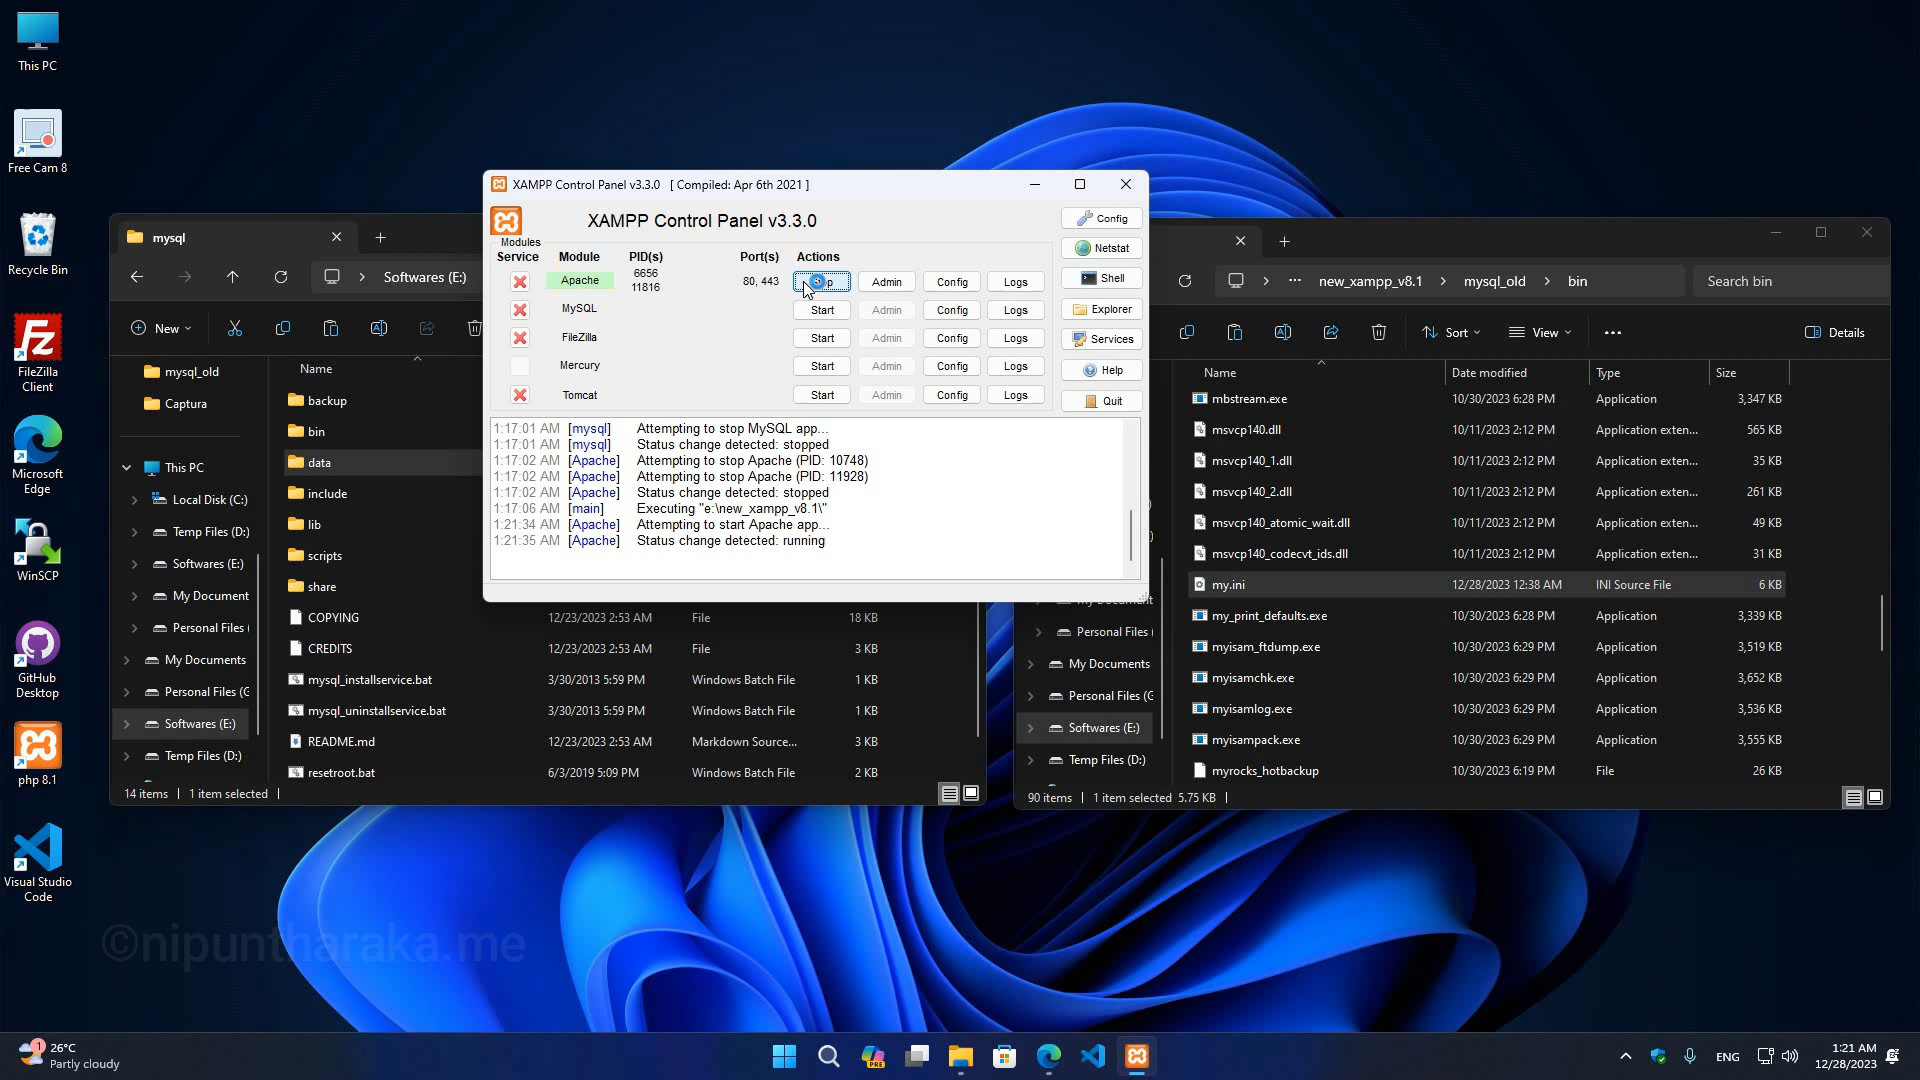 This PC
Free Cam 8
Recycle Bin
FileZilla
Client
Microsoft
Edge
WinSCP
GitHub
Desktop
php 8.1
Visual Studio
Code
mysql
Softwares (E:)
New
mysql_old
Captura
This PC
Local Disk (C:)
Temp Files (D:)
Softwares (E:)
My Document
Personal Files (
My Documents
Personal Files (G
Softwares (E:)
Temp Files (D:)
Name
backup
bin
data
include
lib
scripts
share
COPYING 12/23/2023 2:53 AM File 18 KB
CREDITS 12/23/2023 2:53 AM File 3 KB
mysql_installservice.bat 3/30/2013 5:59 PM Windows Batch File 1 KB
mysql_uninstallservice.bat 3/30/2013 5:59 PM Windows Batch File 1 KB
README.md 12/23/2023 2:53 AM Markdown Source... 3 KB
resetroot.bat 6/3/2019 5:09 PM Windows Batch File 2 KB
14 items 1 item selected
XAMPP Control Panel v3.3.0 [ Compiled: Apr 6th 2021 ]
XAMPP Control Panel v3.3.0
Modules
Service Module PID(s) Port(s) Actions
Apache 6656
11816 80, 443 Admin Config Logs
MySQL Start Admin Config Logs
FileZilla Start Admin Config Logs
Mercury Start Admin Config Logs
Tomcat Start Admin Config Logs
Config
Netstat
Shell
Explorer
Services
Help
Quit
1:17:01 AM [mysql] Attempting to stop MySQL app...
1:17:01 AM [mysql] Status change detected: stopped
1:17:02 AM [Apache] Attempting to stop Apache (PID: 10748)
1:17:02 AM [Apache] Attempting to stop Apache (PID: 11928)
1:17:02 AM [Apache] Status change detected: stopped
1:17:06 AM [main] Executing "e:\new_xampp_v8.1\"
1:21:34 AM [Apache] Attempting to start Apache app...
1:21:35 AM [Apache] Status change detected: running
new_xampp_v8.1 mysql_old bin
Search bin
Sort View Details
Personal Files (
My Documents
Personal Files (G
Softwares (E:)
Temp Files (D:)
Name Date modified Type Size
mbstream.exe 10/30/2023 6:28 PM Application 3,347 KB
msvcp140.dll 10/11/2023 2:12 PM Application exten... 565 KB
msvcp140_1.dll 10/11/2023 2:12 PM Application exten... 35 KB
msvcp140_2.dll 10/11/2023 2:12 PM Application exten... 261 KB
msvcp140_atomic_wait.dll 10/11/2023 2:12 PM Application exten... 49 KB
msvcp140_codecvt_ids.dll 10/11/2023 2:12 PM Application exten... 31 KB
my.ini 12/28/2023 12:38 AM INI Source File 6 KB
my_print_defaults.exe 10/30/2023 6:28 PM Application 3,339 KB
myisam_ftdump.exe 10/30/2023 6:29 PM Application 3,519 KB
myisamchk.exe 10/30/2023 6:29 PM Application 3,652 KB
myisamlog.exe 10/30/2023 6:29 PM Application 3,536 KB
myisampack.exe 10/30/2023 6:29 PM Application 3,555 KB
myrocks_hotbackup 10/30/2023 6:19 PM File 26 KB
90 items 1 item selected 5.75 KB
©nipuntharaka.me
1
26°C
Partly cloudy
PRE
ENG
1:21 AM
12/28/2023